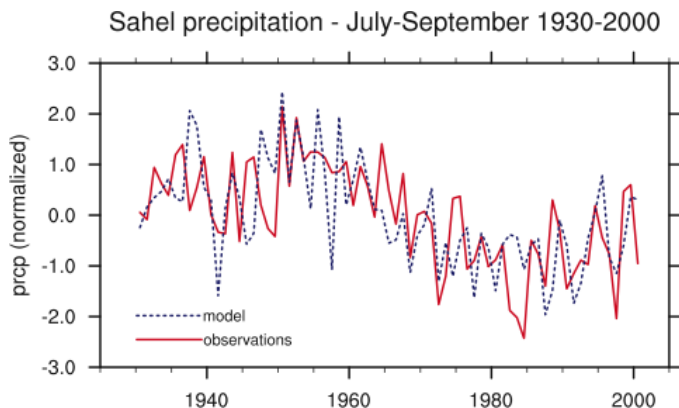 Sahel precipitation - July-September 1930-2000
3.0
2.0
1.0
0.0
-1.0
-2.0
-3.0
prcp (normalized)
model
observations
1940 1960 1980 2000